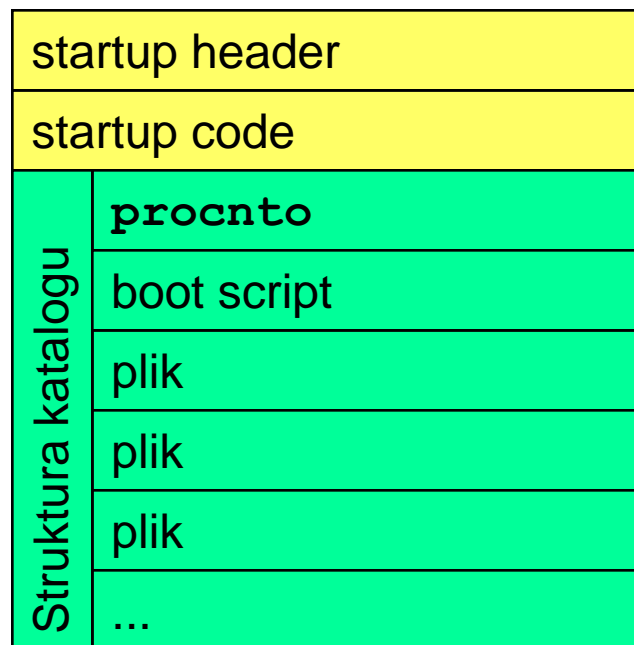 startup header
startup code
Struktura katalogu
procnto
boot script
plik
plik
plik
...